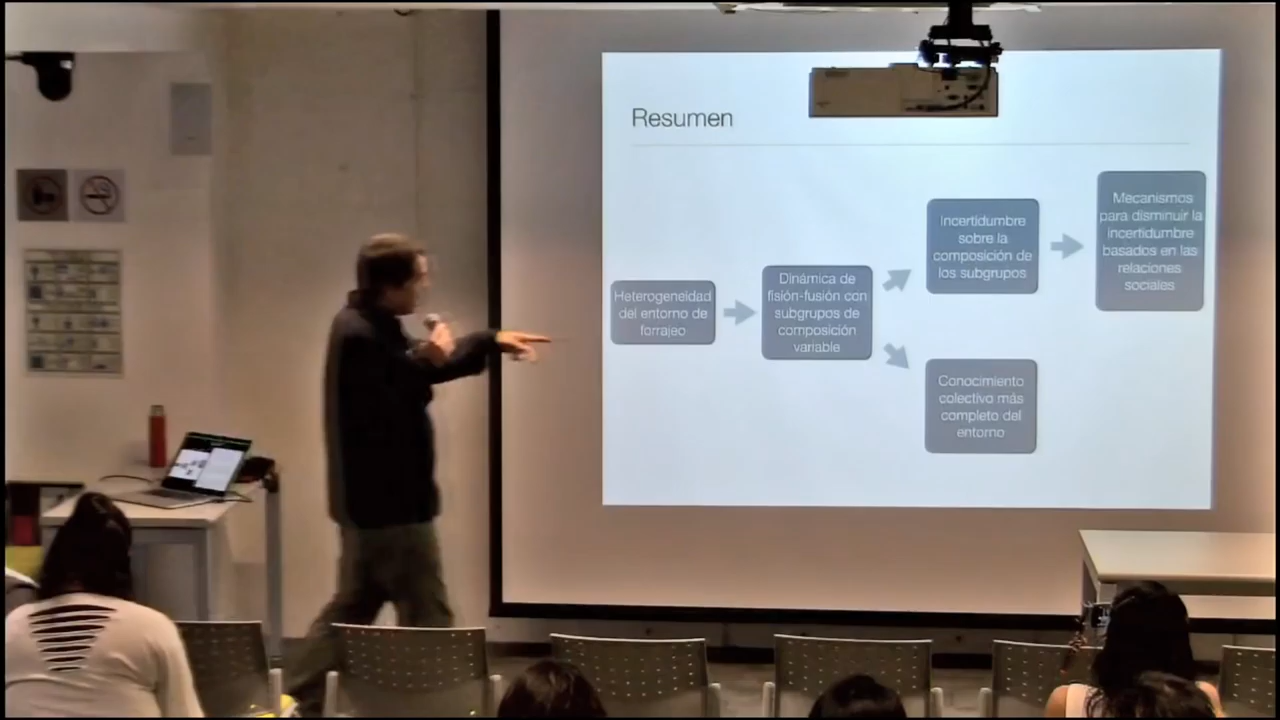 Resumen
Heterogeneidad
del entorno de
forrajeo
Dinámica de
fisión-fusión con
subgrupos de
composición
variable
Incertidumbre
sobre la
composición de
los subgrupos
Mecanismos
para disminuir la
incertidumbre
basados en las
relaciones
sociales
Conocimiento
colectivo más
completo del
entorno